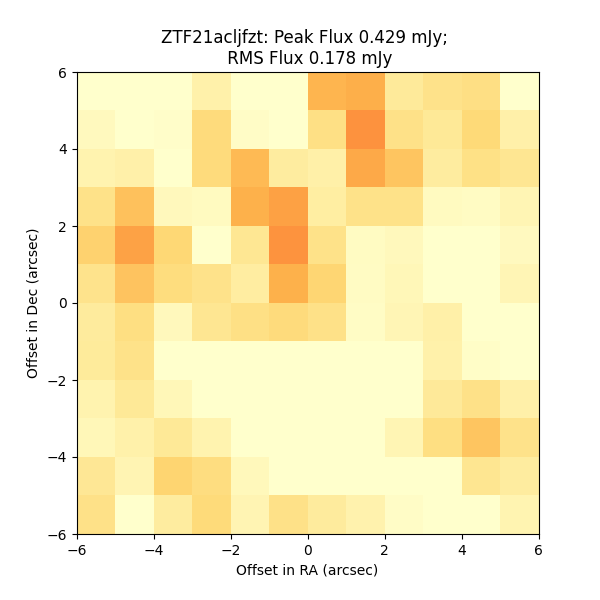 ZTF21acljfzt: Peak Flux 0.429 mJy;
RMS Flux 0.178 mJy
6
4
2
0
−2
−4
−6
Offset in Dec (arcsec)
−6 −4 −2 0 2 4 6
Offset in RA (arcsec)